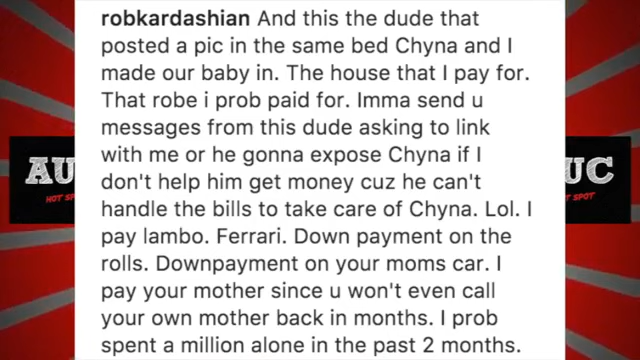 robkardashian And this the dude that
posted a pic in the same bed Chyna and I
made our baby in. The house that I pay for.
That robe i prob paid for. Imma send u
messages from this dude asking to link
with me or he gonna expose Chyna if I
don't help him get money cuz he can't
handle the bills to take care of Chyna. Lol. I
pay lambo. Ferrari. Down payment on the
rolls. Downpayment on your moms car. I
pay your mother since u won't even call
your own mother back in months. I prob
spent a million alone in the past 2 months.
AU
HOT SP
UC
SPOT